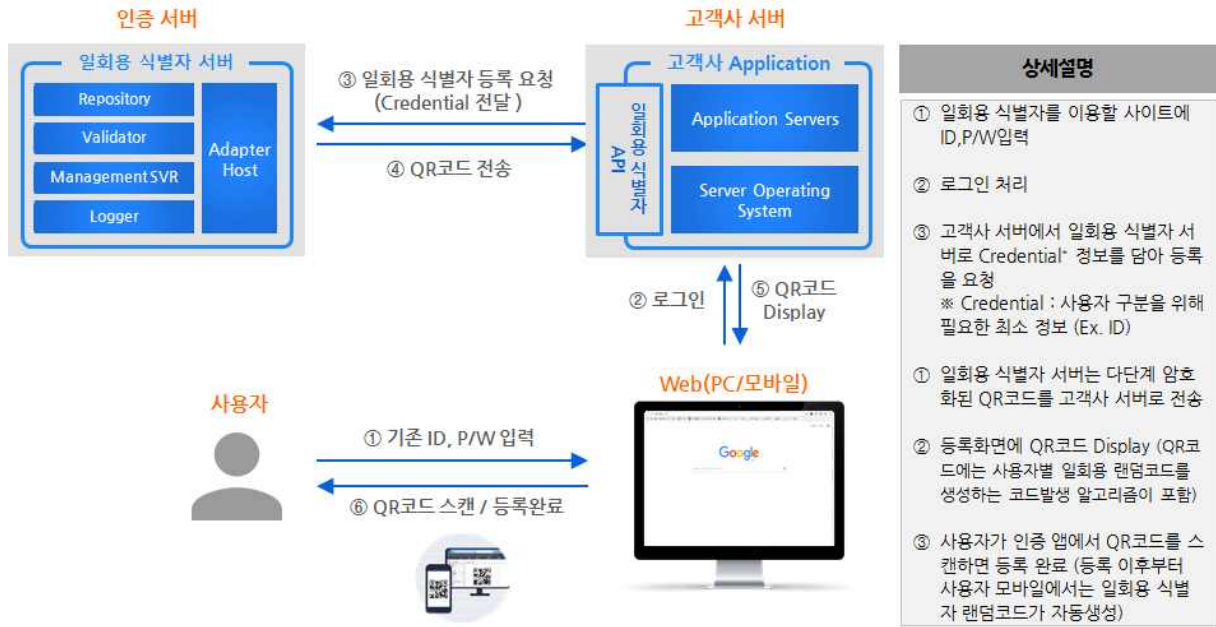 인증 서버
일회용 식별자 서버
Repository
Validator
Management SVR
Logger
Adapter
Host
③ 일회용 식별자 등록 요청
(Credential 전달 )
④ QR코드 전송
고객사 서버
고객사 Application
일회용 식별자
API
Application Servers
Server Operating
System
② 로그인
⑤ QR코드
Display
사용자
① 기존 ID, P/W 입력
⑥ QR코드 스캔 / 등록완료
Web(PC/모바일)
Google
상세설명
① 일회용 식별자를 이용할 사이트에
ID,P/W입력
② 로그인 처리
③ 고객사 서버에서 일회용 식별자 서
버로 Credential* 정보를 담아 등록
을 요청
※ Credential : 사용자 구분을 위해
필요한 최소 정보 (Ex. ID)
① 일회용 식별자 서버는 다단계 암호
화된 QR코드를 고객사 서버로 전송
② 등록화면에 QR코드 Display (QR코
드에는 사용자별 일회용 랜덤코드를
생성하는 코드발생 알고리즘이 포함)
③ 사용자가 인증 앱에서 QR코드를 스
캔하면 등록 완료 (등록 이후부터
사용자 모바일에서는 일회용 식별
자 랜덤코드가 자동생성)